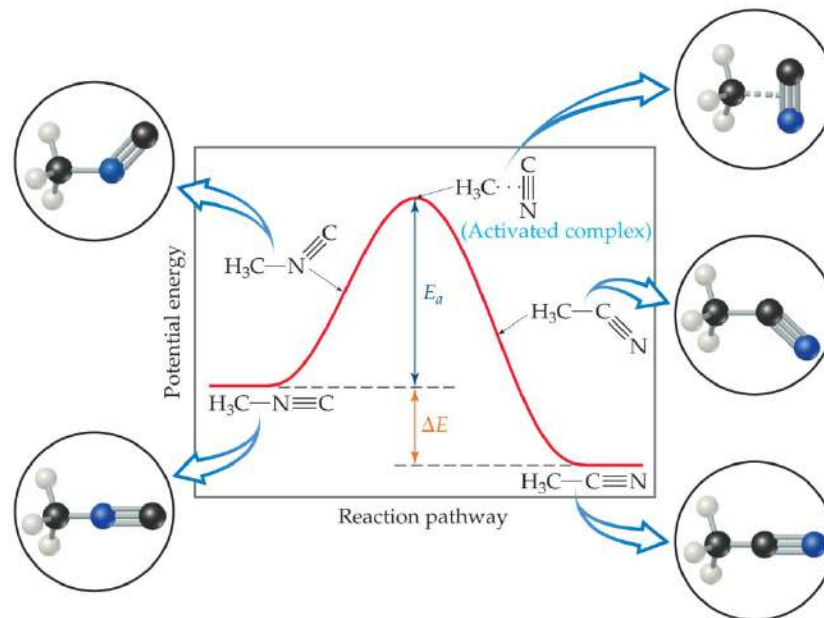 H₃C···C≡N
(Activated complex)
H₃C—N≡C
Eₐ
H₃C—C≡N
Potential energy
H₃C—N≡C
ΔE
H₃C—C≡N
Reaction pathway